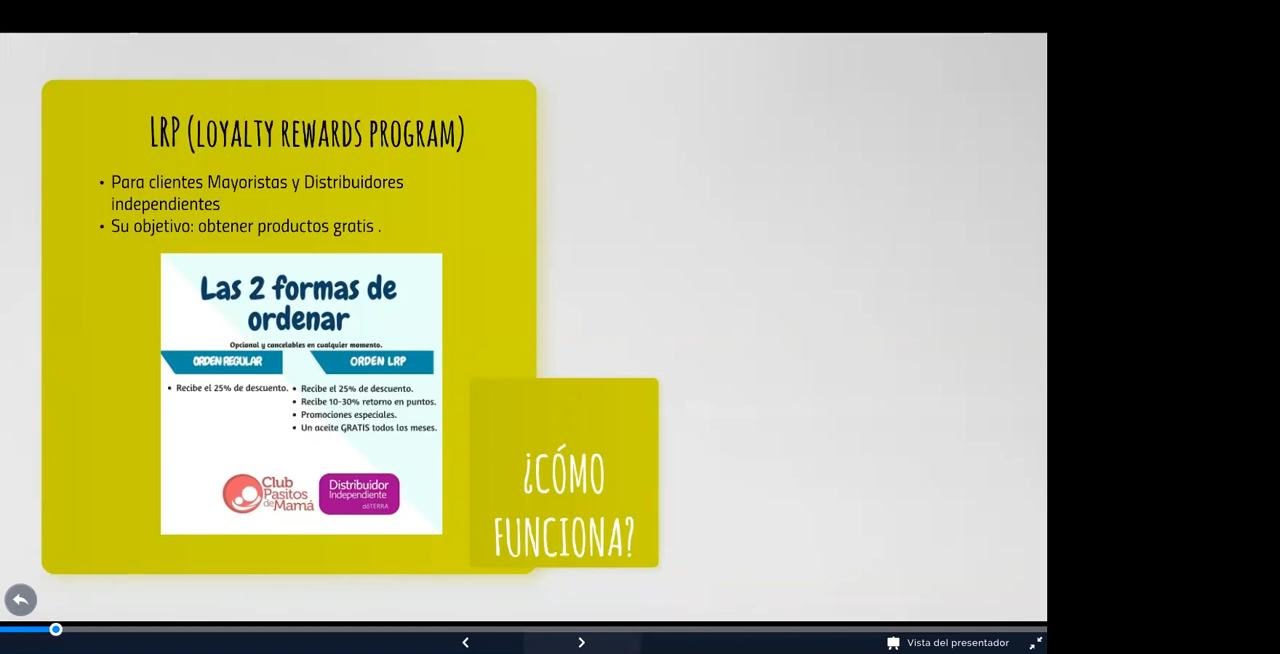 LRP (LOYALTY REWARDS PROGRAM)
• Para clientes Mayoristas y Distribuidores
independientes
• Su objetivo: obtener productos gratis .
Las 2 formas de
ordenar
Opcional y cancelables en cualquier momento.
ORDEN REGULAR
• Recibe el 25% de descuento.
ORDEN LRP
• Recibe el 25% de descuento.
• Recibe 10-30% retorno en puntos.
• Promociones especiales.
• Un aceite GRATIS todos los meses.
Club
Pasitos
de Mamá
Distribuidor
Independiente
dōTERRA
¿CÓMO
FUNCIONA?
Vista del presentador